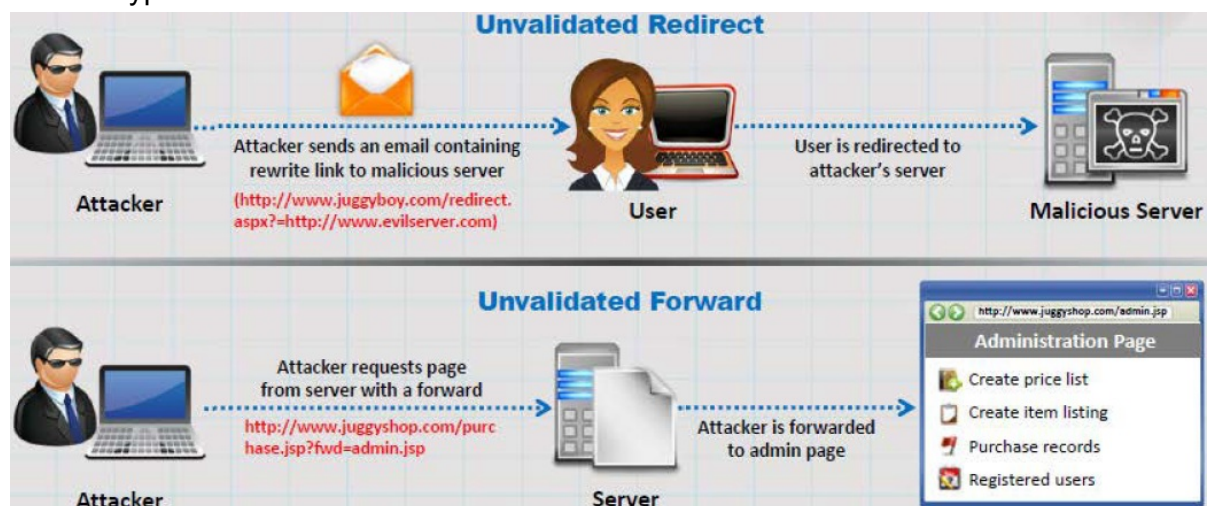 Unvalidated Redirect
Attacker sends an email containing
rewrite link to malicious server
(http://www.juggyboy.com/redirect.
aspx?=http://www.evilserver.com)
User is redirected to
attacker's server
Attacker
User
Malicious Server
Unvalidated Forward
Attacker requests page
from server with a forward
http://www.juggyshop.com/purc
hase.jsp?fwd=admin.jsp
Attacker is forwarded
to admin page
http://www.juggyshop.com/admin.jsp
Administration Page
Create price list
Create item listing
Purchase records
Registered users
Attacker
Server